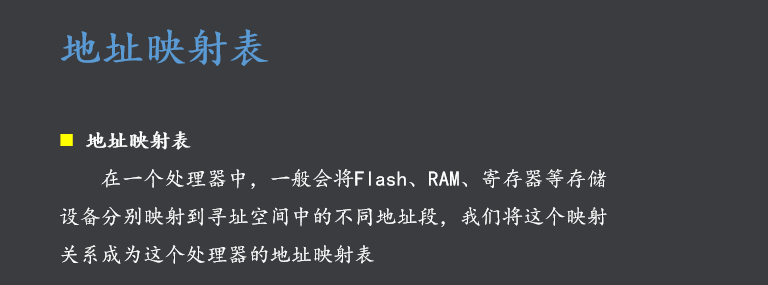 地址映射表
地址映射表
在一个处理器中，一般会将Flash、RAM、寄存器等存储
设备分别映射到寻址空间中的不同地址段，我们将这个映射
关系成为这个处理器的地址映射表